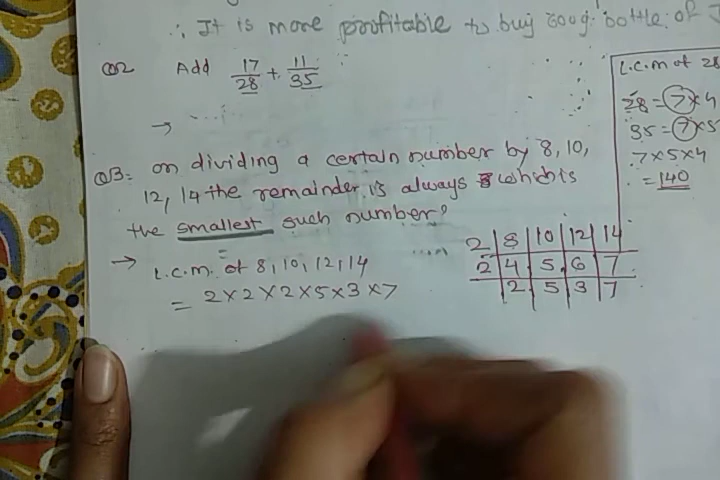 ∴ It is more profitable to buy 200g. bottle of
Q2 Add 17/28 + 11/35
→
L.C.M of 28
28 = 7×4
35 = 7×5
7×5×4
= 140
Q3= on dividing a certain number by 8, 10,
12, 14 the remainder is always 3 which is
the smallest such number?
→ L.C.M. of 8, 10, 12, 14
= 2×2×2×5×3×7
2 | 8 | 10 | 12 | 14
2 | 4 | 5 | 6 | 7
2 | 5 | 3 | 7